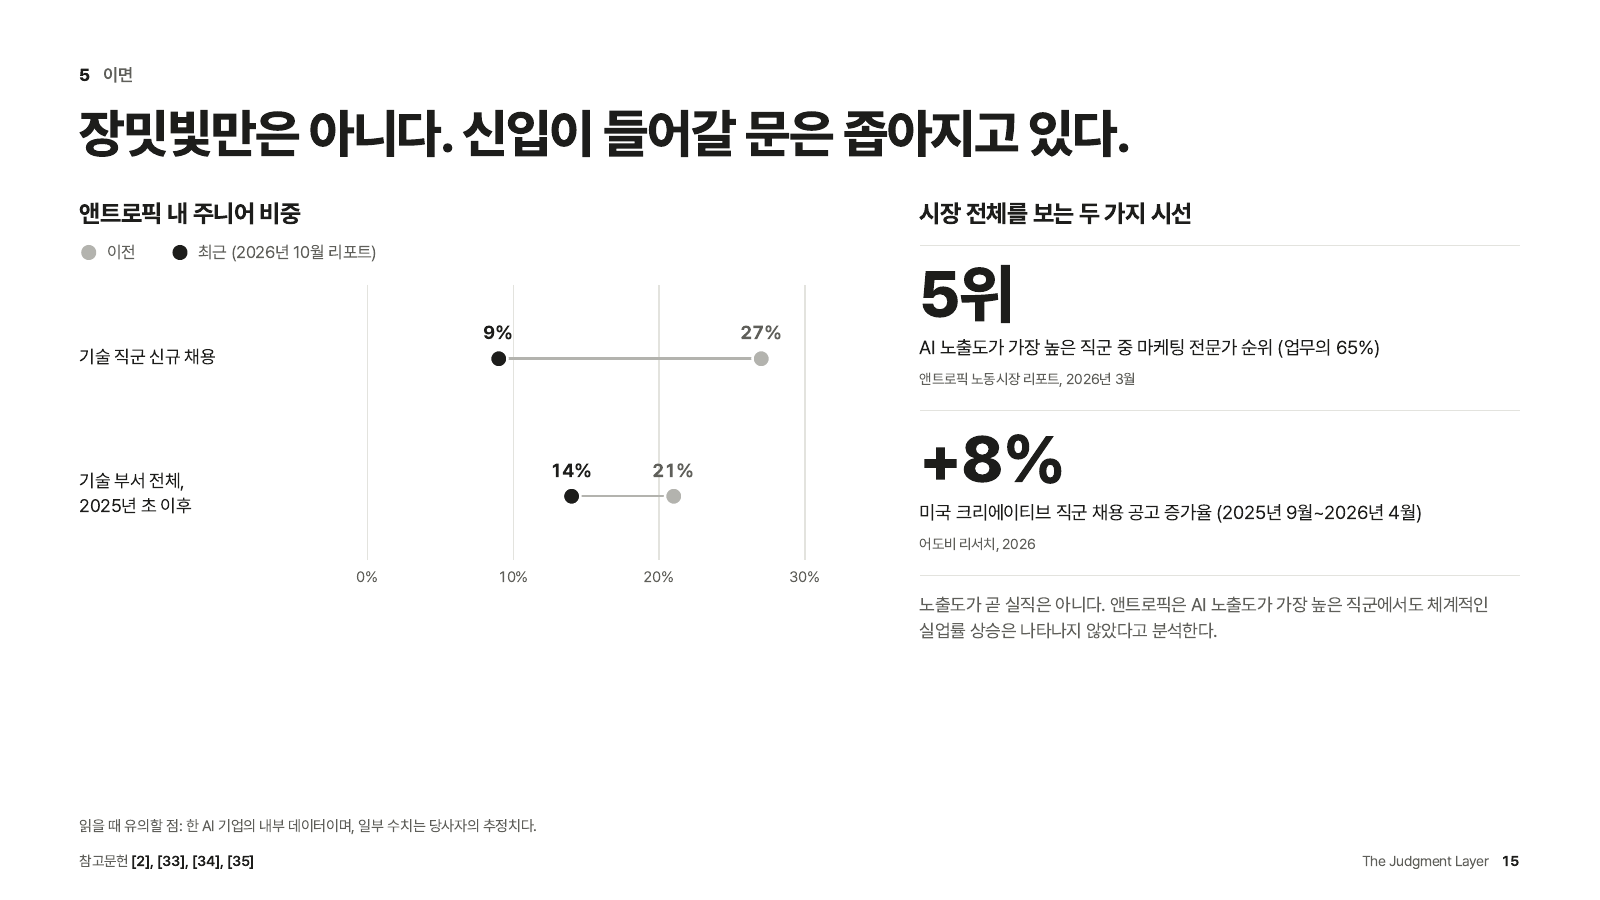 5 이면
장밋빛만은 아니다. 신입이 들어갈 문은 좁아지고 있다.
앤트로픽 내 주니어 비중
이전 최근 (2026년 10월 리포트)
기술 직군 신규 채용
9% 27%
기술 부서 전체,
2025년 초 이후
14% 21%
0% 10% 20% 30%
시장 전체를 보는 두 가지 시선
5위
AI 노출도가 가장 높은 직군 중 마케팅 전문가 순위 (업무의 65%)
앤트로픽 노동시장 리포트, 2026년 3월
+8%
미국 크리에이티브 직군 채용 공고 증가율 (2025년 9월~2026년 4월)
어도비 리서치, 2026
노출도가 곧 실직은 아니다. 앤트로픽은 AI 노출도가 가장 높은 직군에서도 체계적인
실업률 상승은 나타나지 않았다고 분석한다.
읽을 때 유의할 점: 한 AI 기업의 내부 데이터이며, 일부 수치는 당사자의 추정치다.
참고문헌 [2], [33], [34], [35]
The Judgment Layer 15